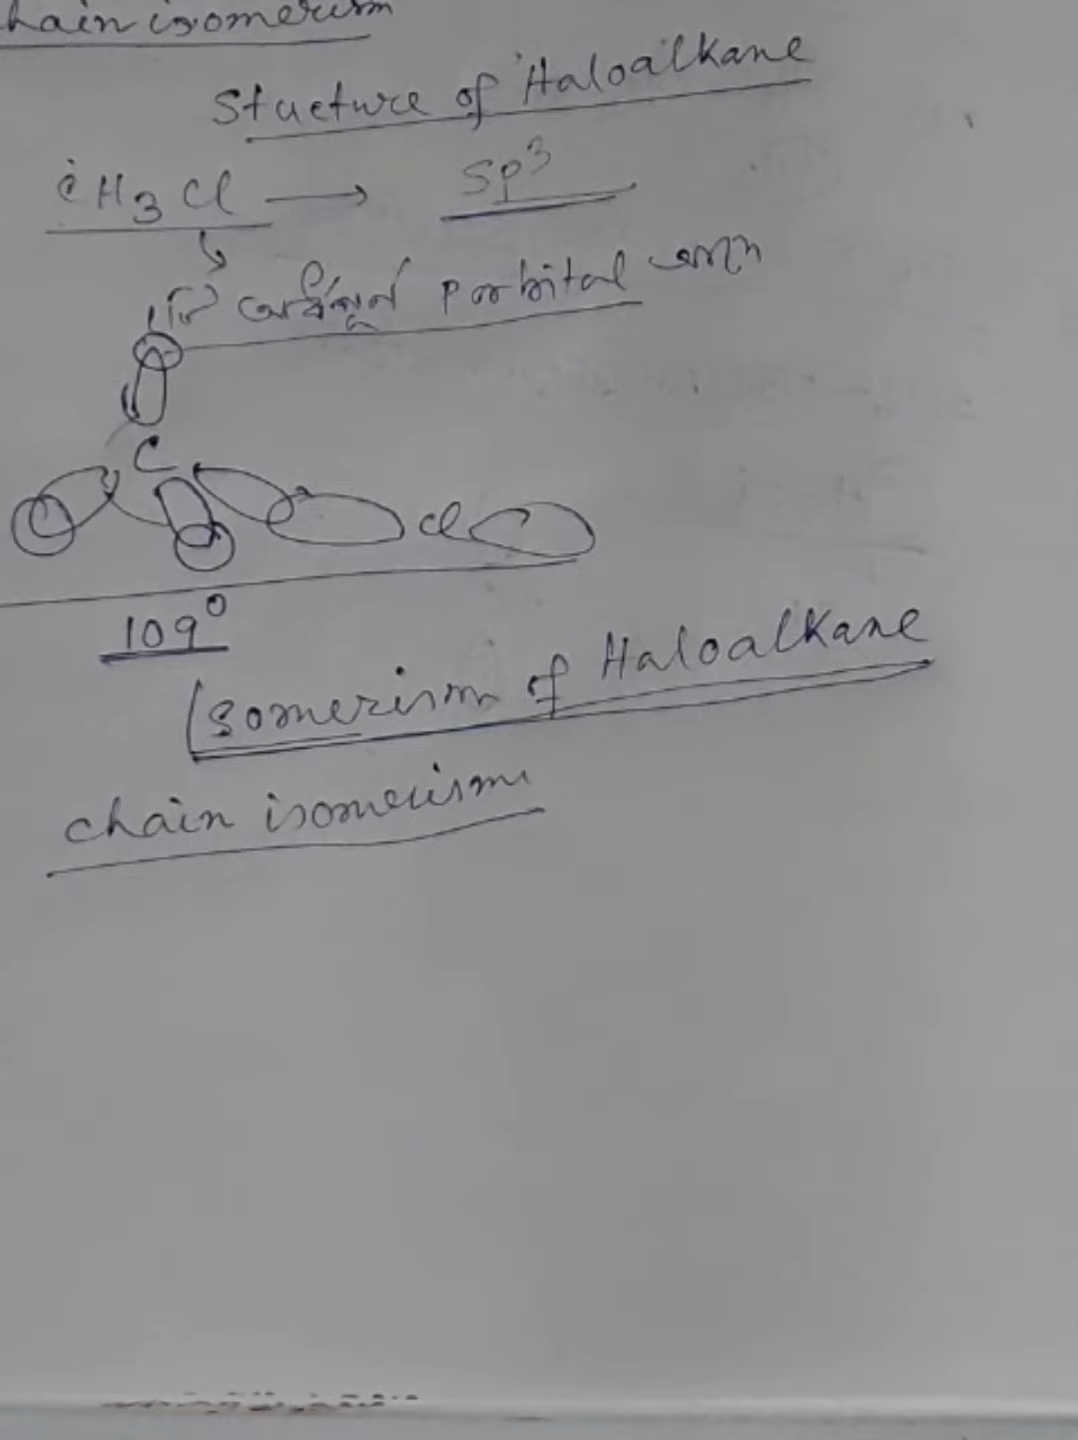 hain isomerism
Stucture of Haloalkane
CH3Cl → Sp³
p orbital
C
Cl
109°
Isomerism of Haloalkane
chain isomerism